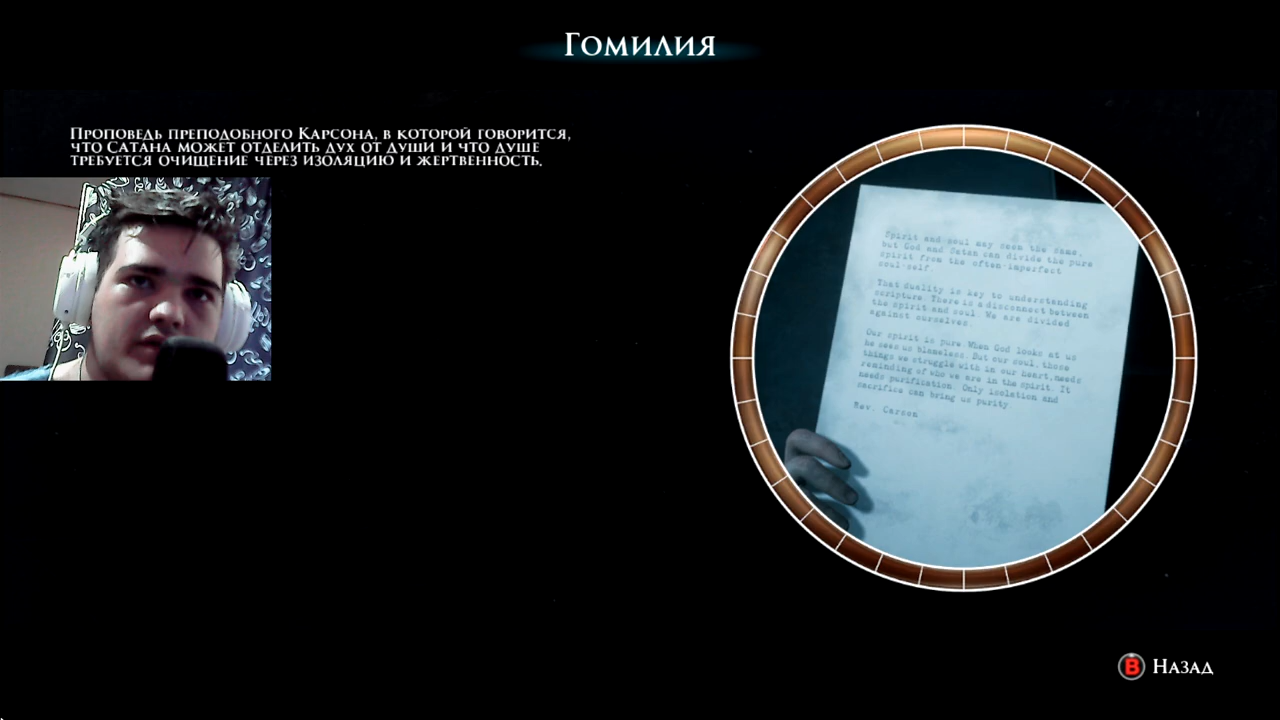 Гомилия
Проповедь преподобного Карсона, в которой говорится,
что Сатана может отделить дух от души и что душе
требуется очищение через изоляцию и жертвенность.
Spirit and soul may seem the same,
but God and Satan can divide the pure
spirit from the often-imperfect
soul-self.
That duality is key to understanding
scripture. There is a disconnect between
the spirit and soul. We are divided
against ourselves.
Our spirit is pure. When God looks at us
he sees us blameless. But our soul, those
things we struggle with in our heart, needs
reminding of who we are in the spirit. It
needs purification. Only isolation and
sacrifice can bring us purity.
Rev. Carson
B Назад